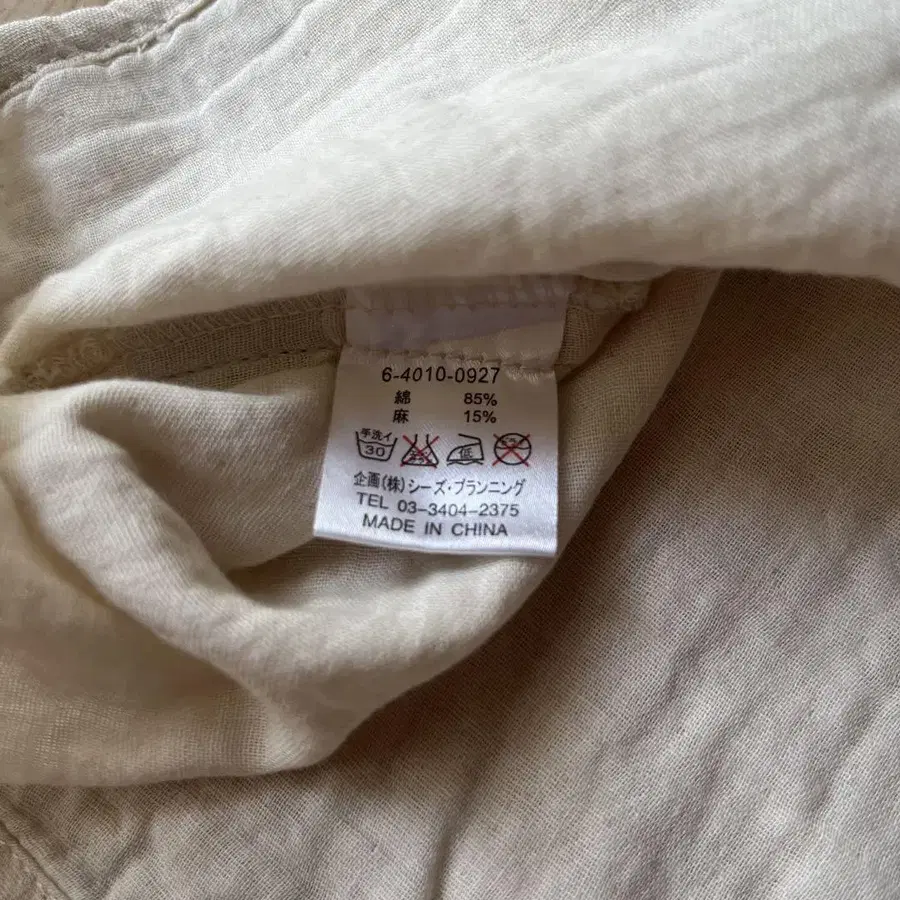 6-4010-0927
綿 85%
麻 15%
手洗イ 30 低
企画(株)シーズ・プランニング
TEL 03-3404-2375
MADE IN CHINA